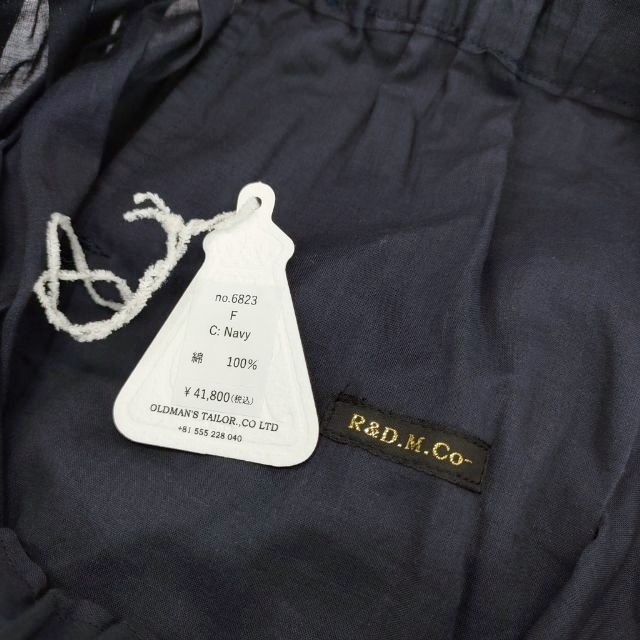 no.6823
F
C: Navy
綿 100%
¥ 41,800(税込)
OLDMAN'S TAILOR.,CO LTD
+81 555 228 040
R&D.M.Co-